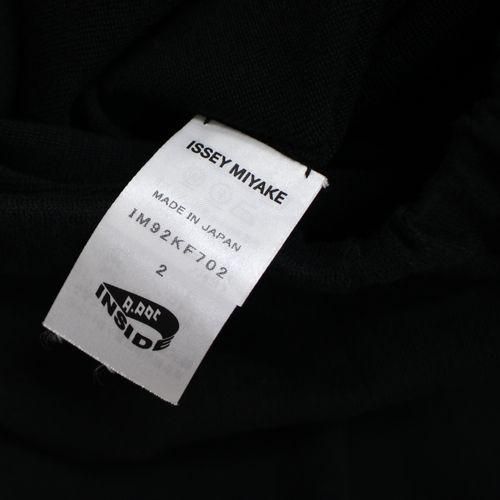 ISSEY MIYAKE
MADE IN JAPAN
IM92KF702
2
A.POC
INSIDE